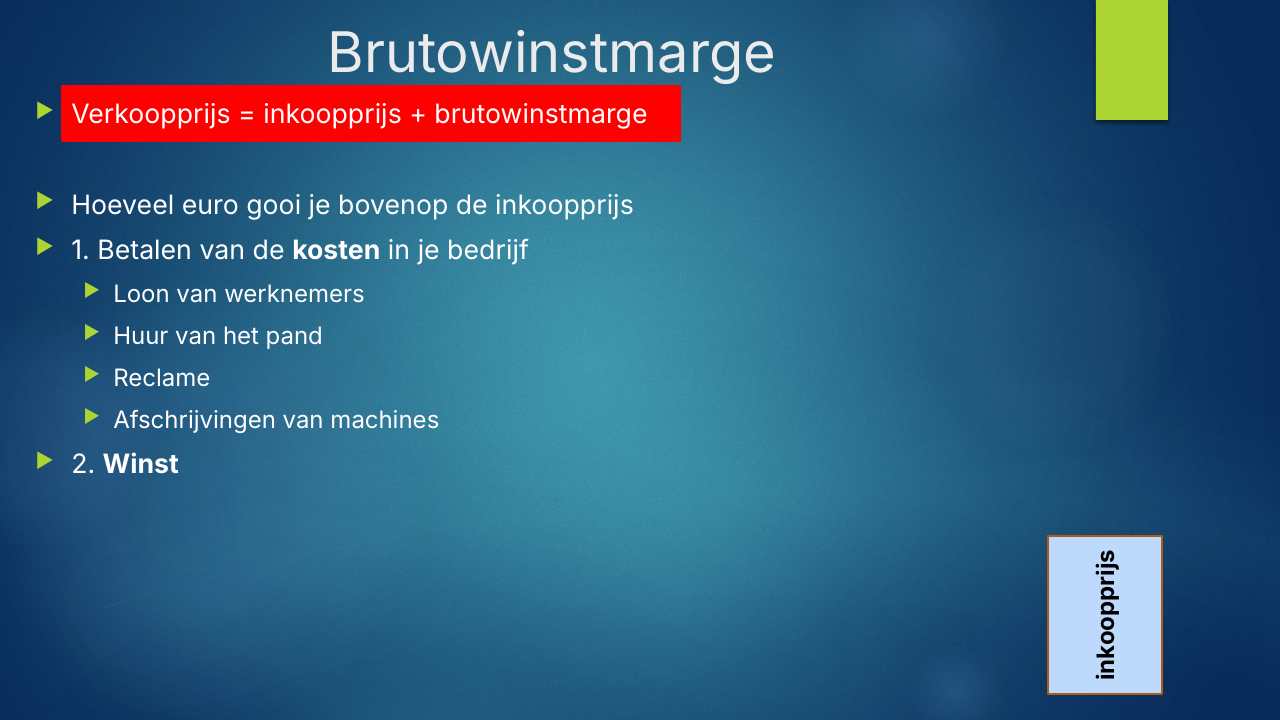 Brutowinstmarge
Verkoopprijs = inkoopprijs + brutowinstmarge
Hoeveel euro gooi je bovenop de inkoopprijs
1. Betalen van de kosten in je bedrijf
Loon van werknemers
Huur van het pand
Reclame
Afschrijvingen van machines
2. Winst
inkoopprijs